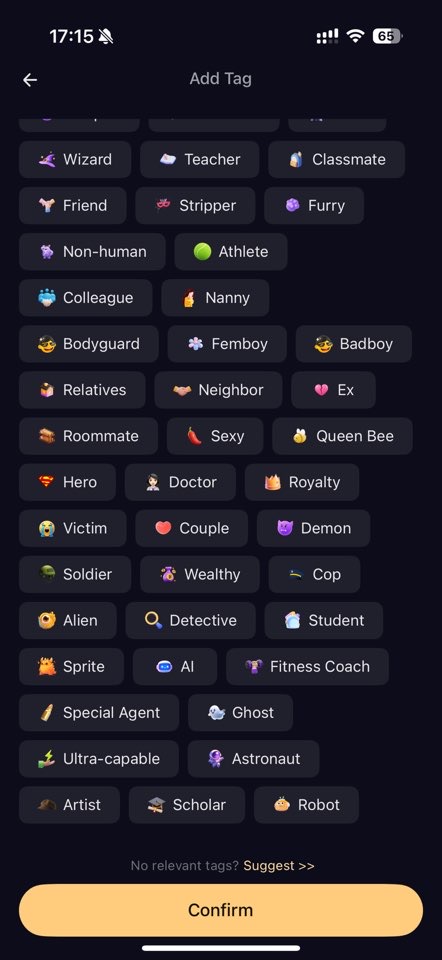 17:15 65
Add Tag
Wizard Teacher Classmate
Friend Stripper Furry
Non-human Athlete
Colleague Nanny
Bodyguard Femboy Badboy
Relatives Neighbor Ex
Roommate Sexy Queen Bee
Hero Doctor Royalty
Victim Couple Demon
Soldier Wealthy Cop
Alien Detective Student
Sprite AI Fitness Coach
Special Agent Ghost
Ultra-capable Astronaut
Artist Scholar Robot
No relevant tags? Suggest >>
Confirm